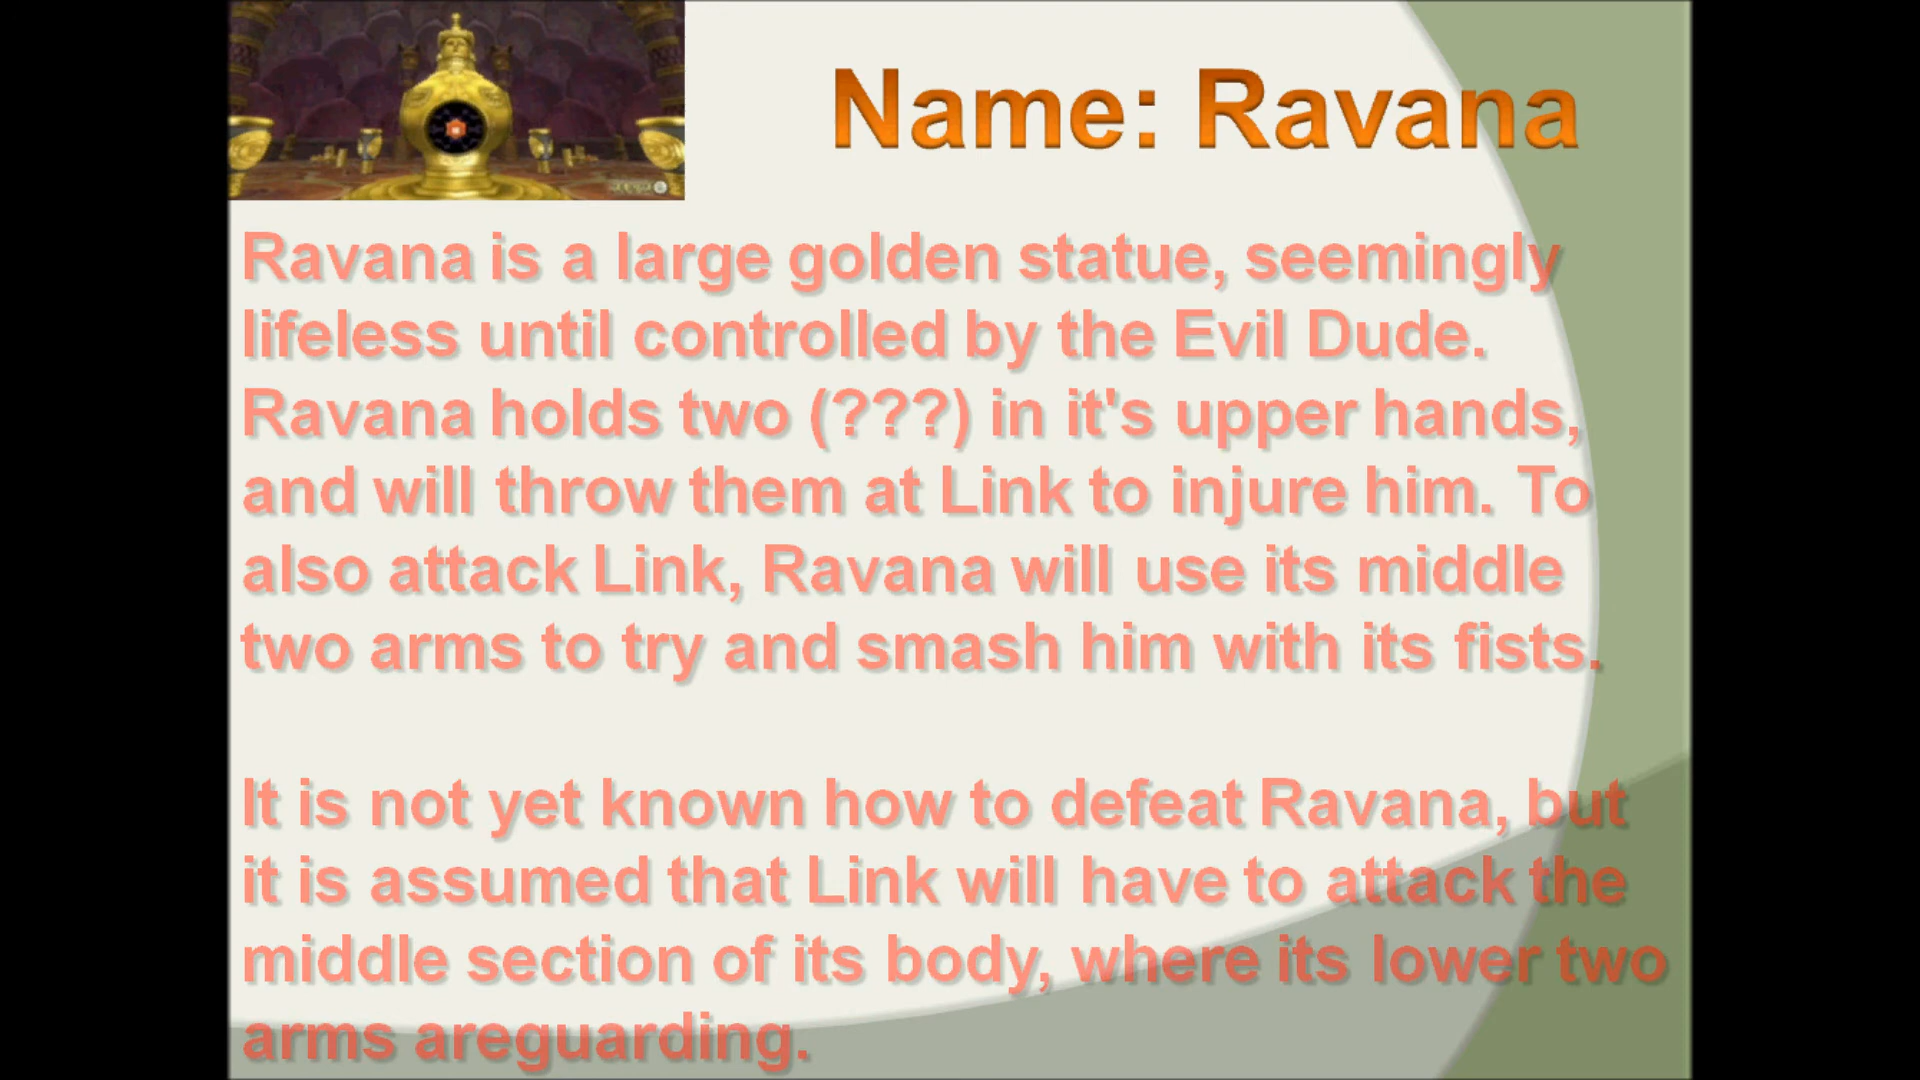 Name: Ravana
Ravana is a large golden statue, seemingly
lifeless until controlled by the Evil Dude.
Ravana holds two (???) in it's upper hands,
and will throw them at Link to injure him. To
also attack Link, Ravana will use its middle
two arms to try and smash him with its fists.
It is not yet known how to defeat Ravana, but
it is assumed that Link will have to attack the
middle section of its body, where its lower two
arms areguarding.